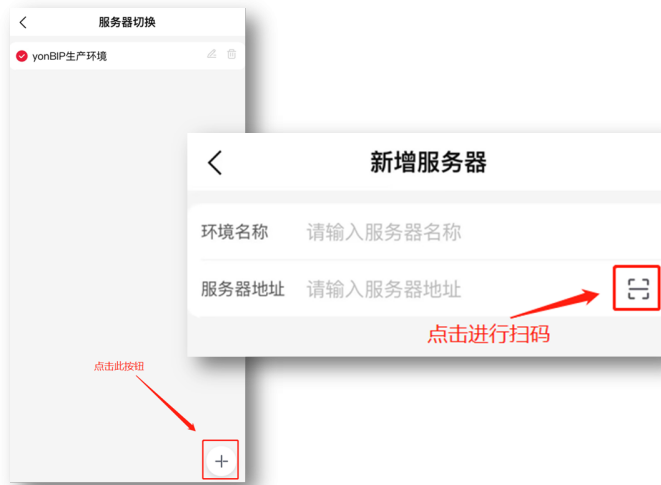 服务器切换
yonBIP生产环境
点击此按钮
新增服务器
环境名称 请输入服务器名称
服务器地址 请输入服务器地址
点击进行扫码